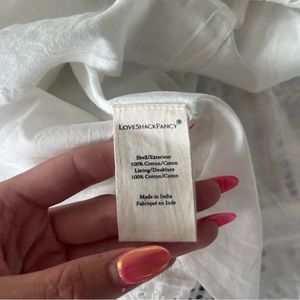 LoveShackFancy®
Shell/Exterieur
100% Cotton/Coton
Lining/Doublure
100% Cotton/Coton
Made in India
Fabriqué en Inde